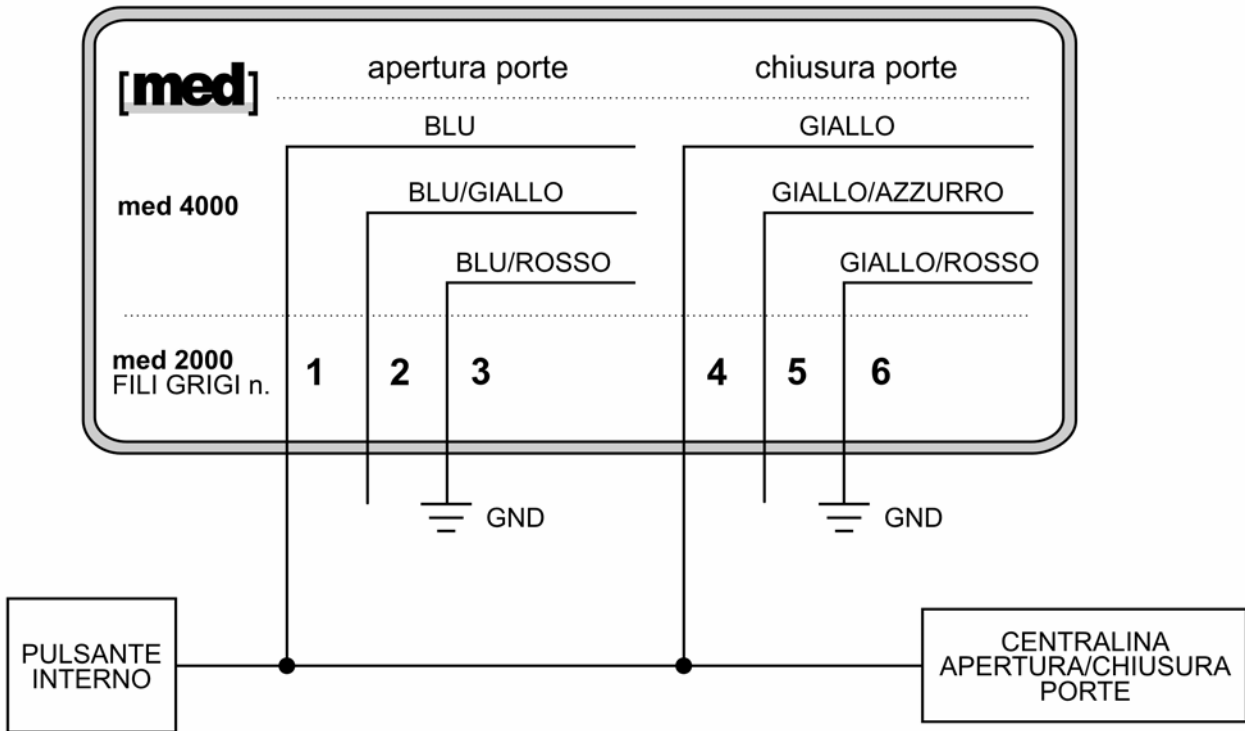 [med]
apertura porte
chiusura porte
BLU
GIALLO
med 4000
BLU/GIALLO
GIALLO/AZZURRO
BLU/ROSSO
GIALLO/ROSSO
med 2000
FILI GRIGI n.
1
2
3
4
5
6
GND
GND
PULSANTE
INTERNO
CENTRALINA
APERTURA/CHIUSURA
PORTE